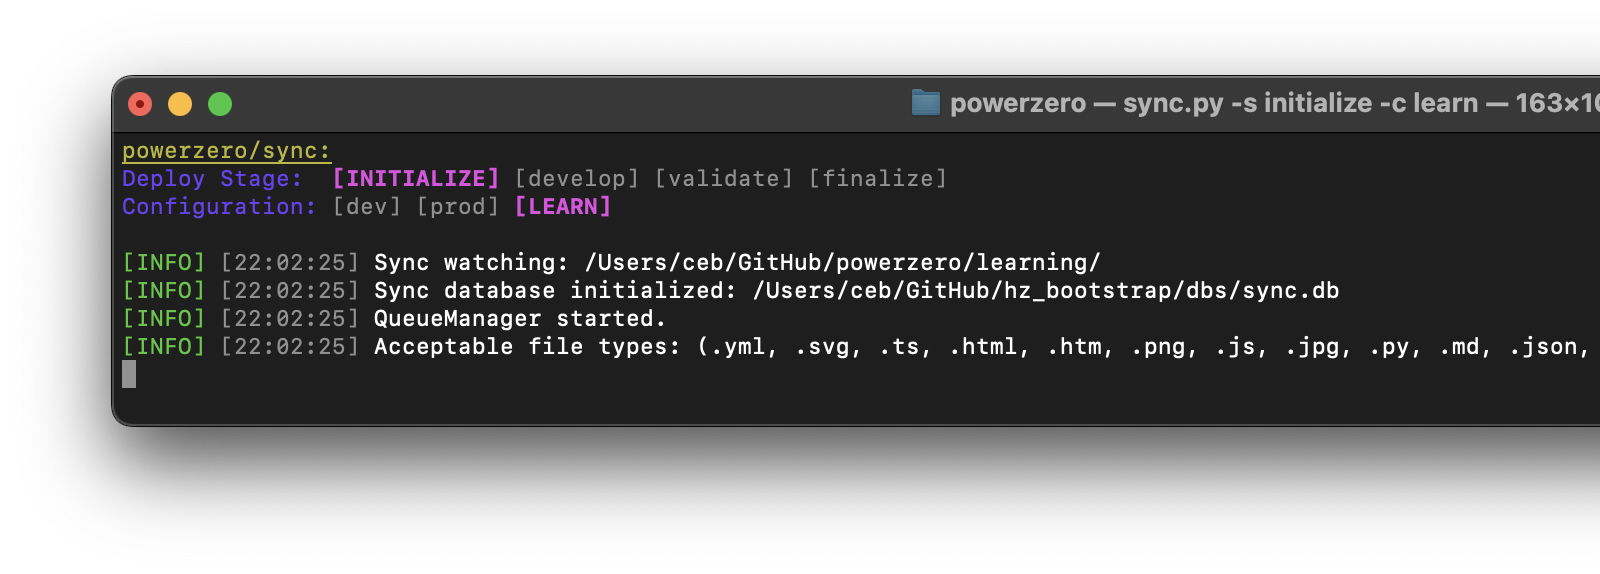 powerzero — sync.py -s initialize -c learn —
powerzero/sync:
Deploy Stage: [INITIALIZE] [develop] [validate] [finalize]
Configuration: [dev] [prod] [LEARN]
[INFO] [22:02:25] Sync watching: /Users/ceb/GitHub/powerzero/learning/
[INFO] [22:02:25] Sync database initialized: /Users/ceb/GitHub/hz_bootstrap/dbs/sync.db
[INFO] [22:02:25] QueueManager started.
[INFO] [22:02:25] Acceptable file types: (.yml, .svg, .ts, .html, .htm, .png, .js, .jpg, .py, .md, .json,